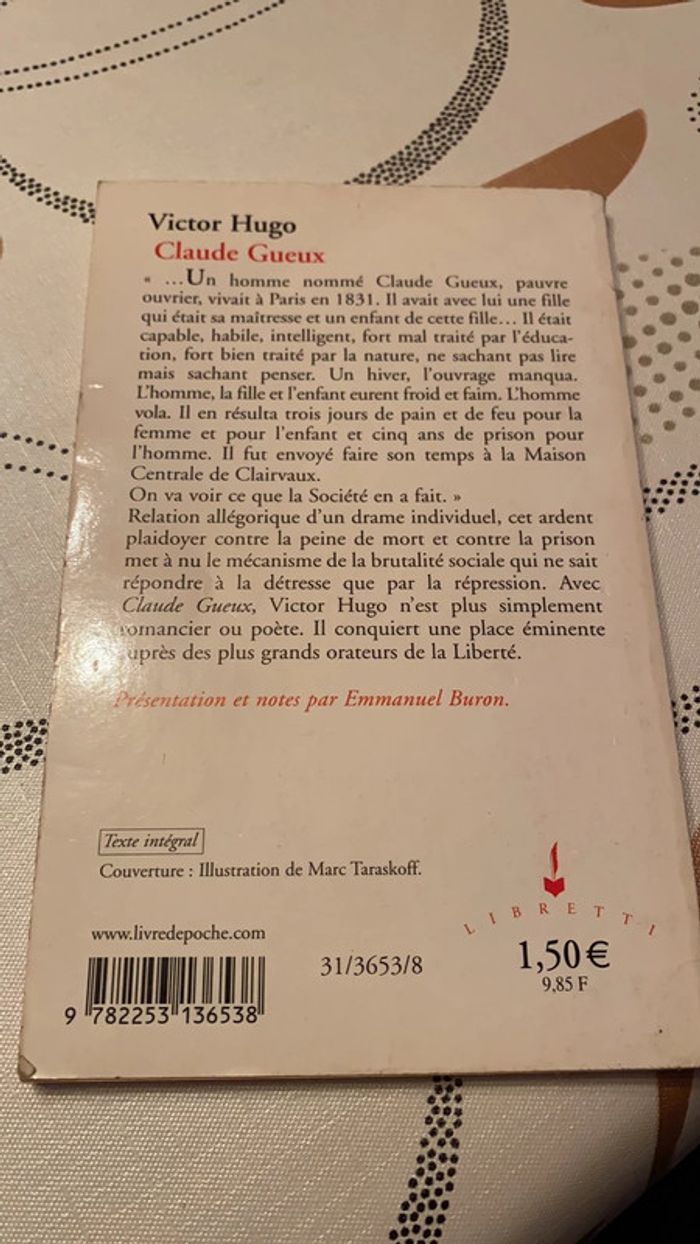 Victor Hugo
Claude Gueux
« ...Un homme nommé Claude Gueux, pauvre
ouvrier, vivait à Paris en 1831. Il avait avec lui une fille
qui était sa maîtresse et un enfant de cette fille... Il était
capable, habile, intelligent, fort mal traité par l'éduca-
tion, fort bien traité par la nature, ne sachant pas lire
mais sachant penser. Un hiver, l'ouvrage manqua.
L'homme, la fille et l'enfant eurent froid et faim. L'homme
vola. Il en résulta trois jours de pain et de feu pour la
femme et pour l'enfant et cinq ans de prison pour
l'homme. Il fut envoyé faire son temps à la Maison
Centrale de Clairvaux.
On va voir ce que la Société en a fait. »
Relation allégorique d'un drame individuel, cet ardent
plaidoyer contre la peine de mort et contre la prison
met à nu le mécanisme de la brutalité sociale qui ne sait
répondre à la détresse que par la répression. Avec
Claude Gueux, Victor Hugo n'est plus simplement
romancier ou poète. Il conquiert une place éminente
auprès des plus grands orateurs de la Liberté.
Présentation et notes par Emmanuel Buron.
Texte intégral
Couverture : Illustration de Marc Taraskoff.
LIBRETTI
www.livredepoche.com
31/3653/8
1,50 €
9,85 F
9 782253 136538